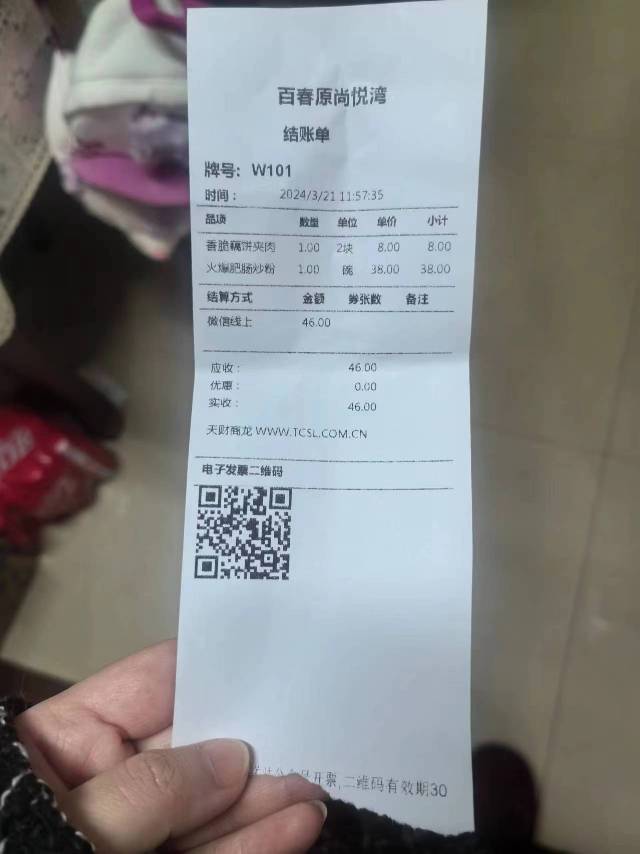 百春原尚悦湾
结账单
牌号: W101
时间: 2024/3/21 11:57:35
品项 数量 单位 单价 小计
香脆藕饼夹肉 1.00 2块 8.00 8.00
火爆肥肠炒粉 1.00 碗 38.00 38.00
结算方式 金额 券张数 备注
微信线上 46.00
应收: 46.00
优惠: 0.00
实收: 46.00
天财商龙 WWW.TCSL.COM.CN
电子发票二维码
开票,二维码有效期30